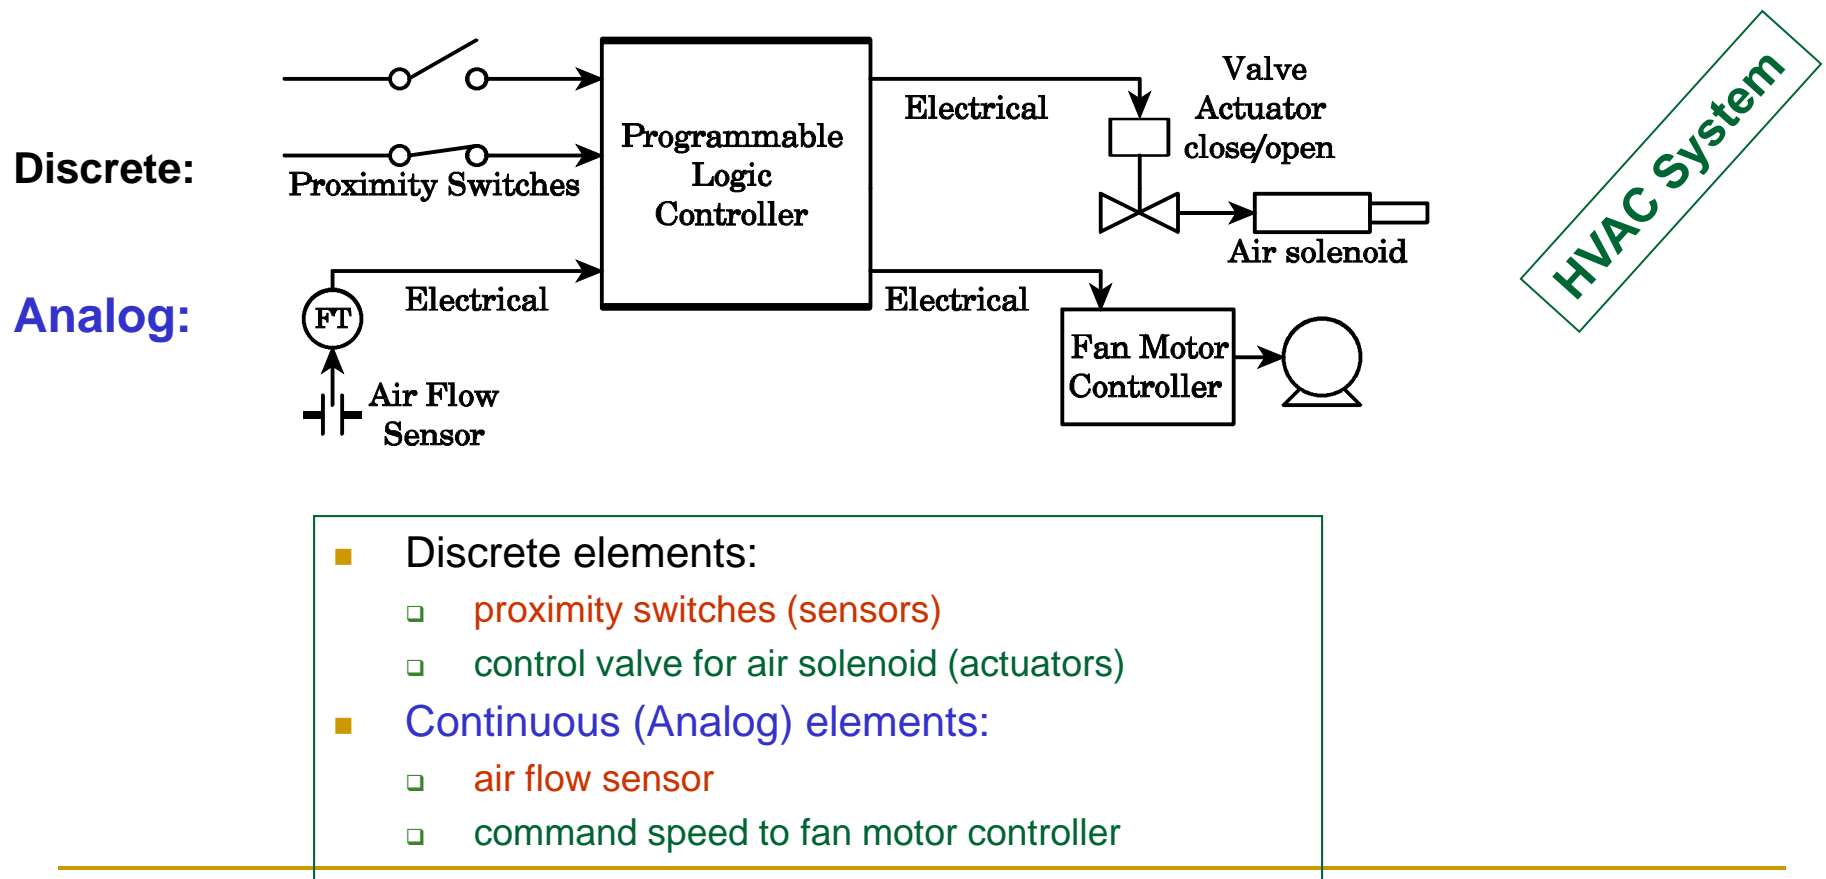 HVAC System
Valve
Actuator
close/open
Electrical
Programmable
Logic
Controller
Discrete:
Proximity Switches
Air solenoid
Analog:
Electrical
Electrical
FT
Fan Motor
Controller
Air Flow
Sensor
Discrete elements:
proximity switches (sensors)
control valve for air solenoid (actuators)
Continuous (Analog) elements:
air flow sensor
command speed to fan motor controller